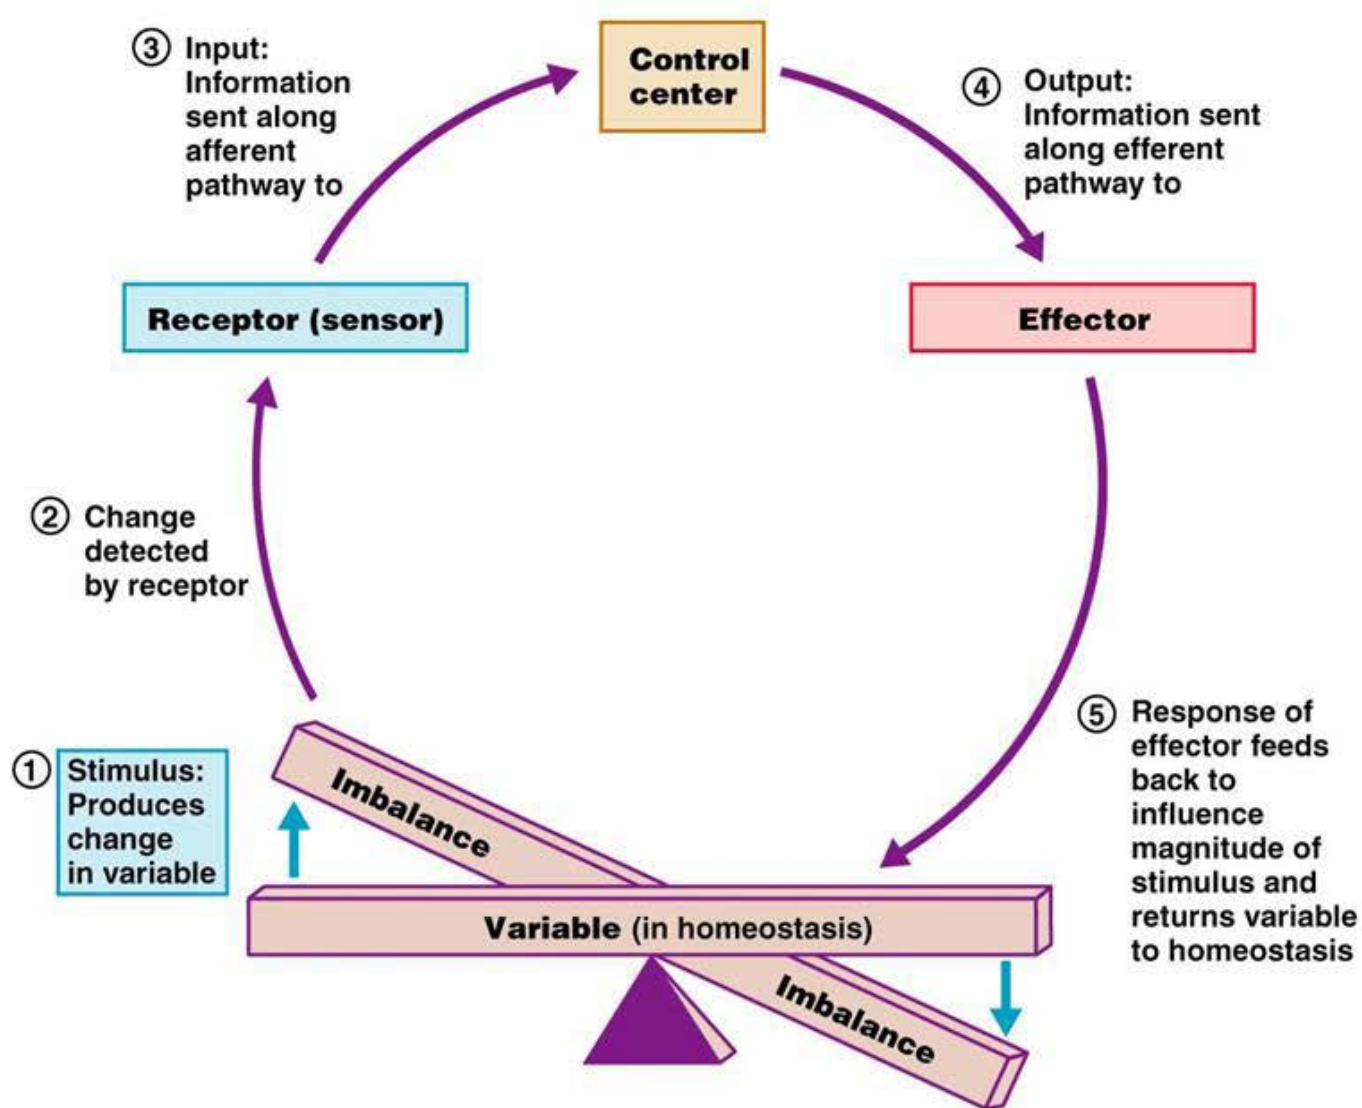 ① Stimulus:
Produces
change
in variable
② Change
detected
by receptor
Receptor (sensor)
③ Input:
Information
sent along
afferent
pathway to
Control
center
④ Output:
Information sent
along efferent
pathway to
Effector
⑤ Response of
effector feeds
back to
influence
magnitude of
stimulus and
returns variable
to homeostasis
Imbalance
Variable (in homeostasis)
Imbalance